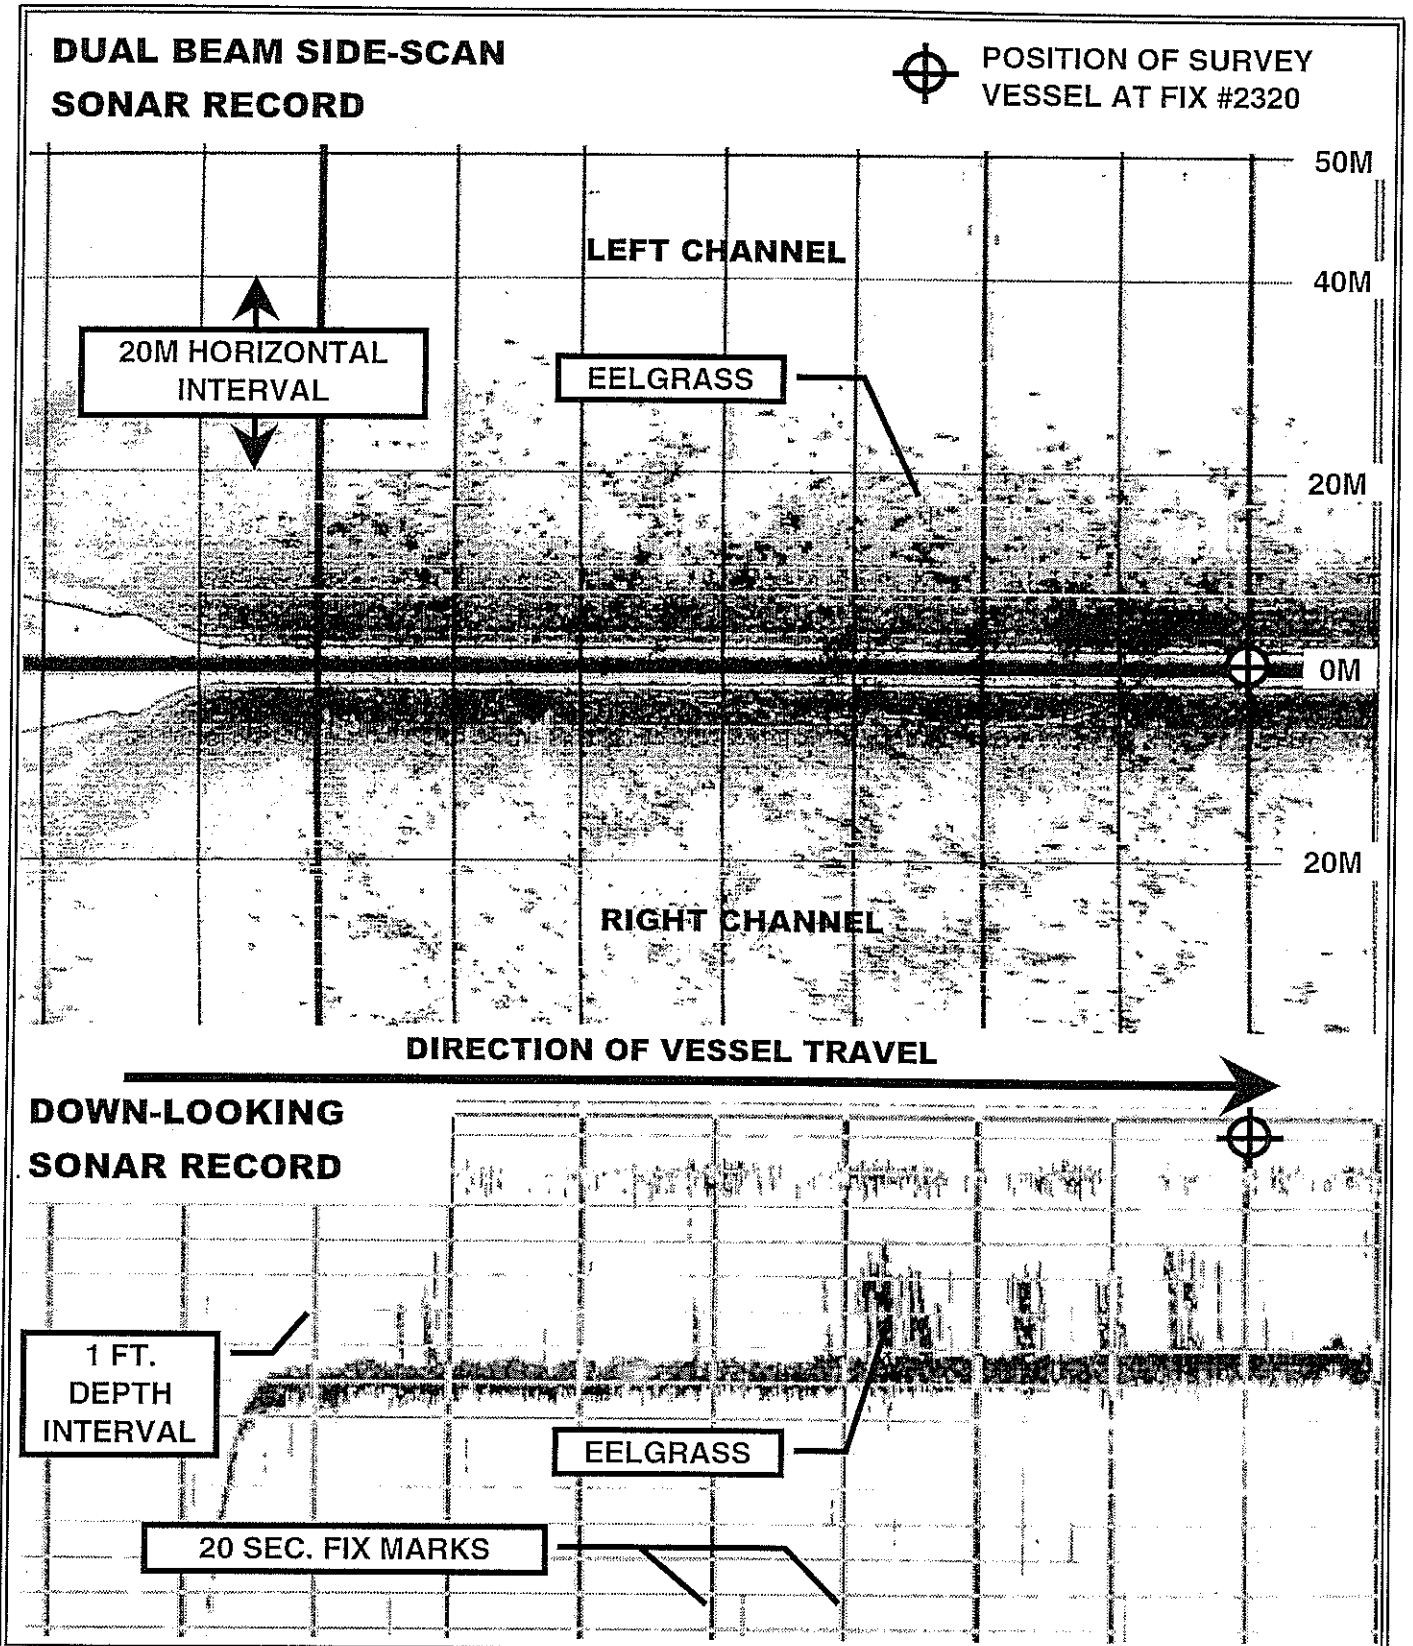 DUAL BEAM SIDE-SCAN
SONAR RECORD
POSITION OF SURVEY
VESSEL AT FIX #2320
50M
LEFT CHANNEL
40M
20M HORIZONTAL
INTERVAL
EELGRASS
20M
0M
20M
RIGHT CHANNEL
DIRECTION OF VESSEL TRAVEL
DOWN-LOOKING
SONAR RECORD
1 FT.
DEPTH
INTERVAL
EELGRASS
20 SEC. FIX MARKS